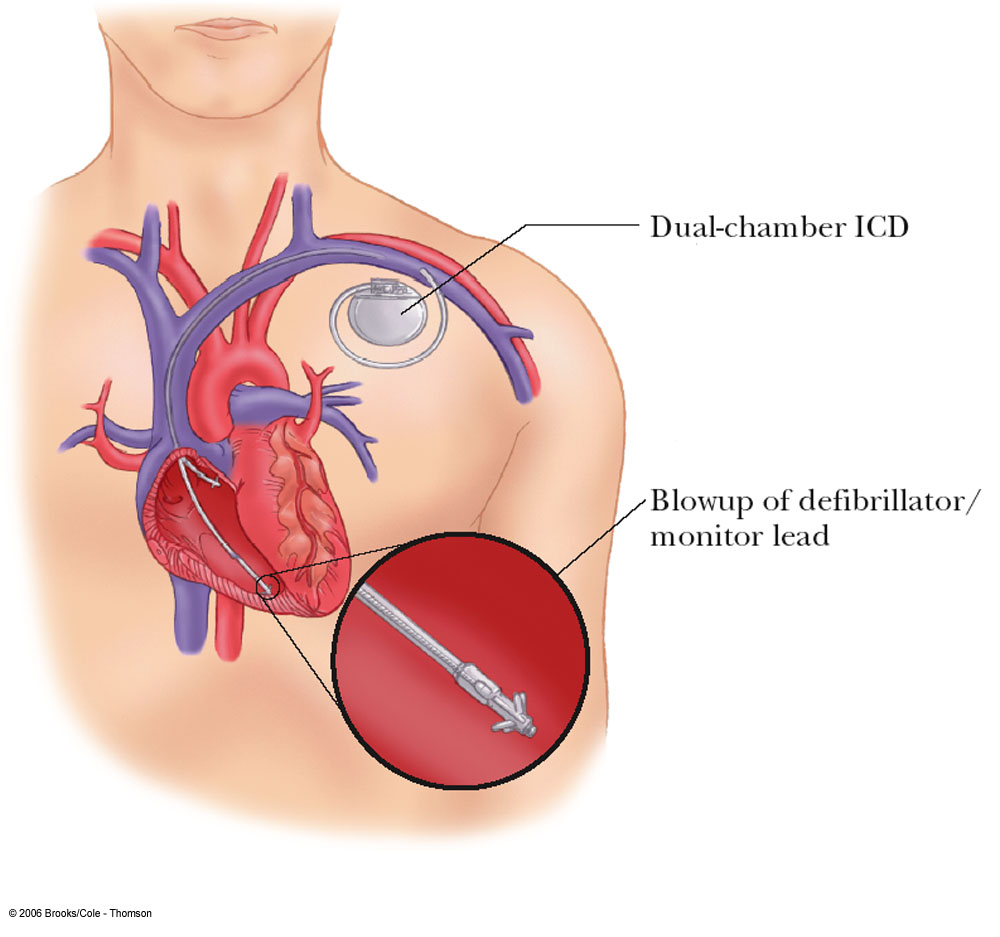 Dual-chamber ICD
Blowup of defibrillator/
monitor lead
© 2006 Brooks/Cole - Thomson